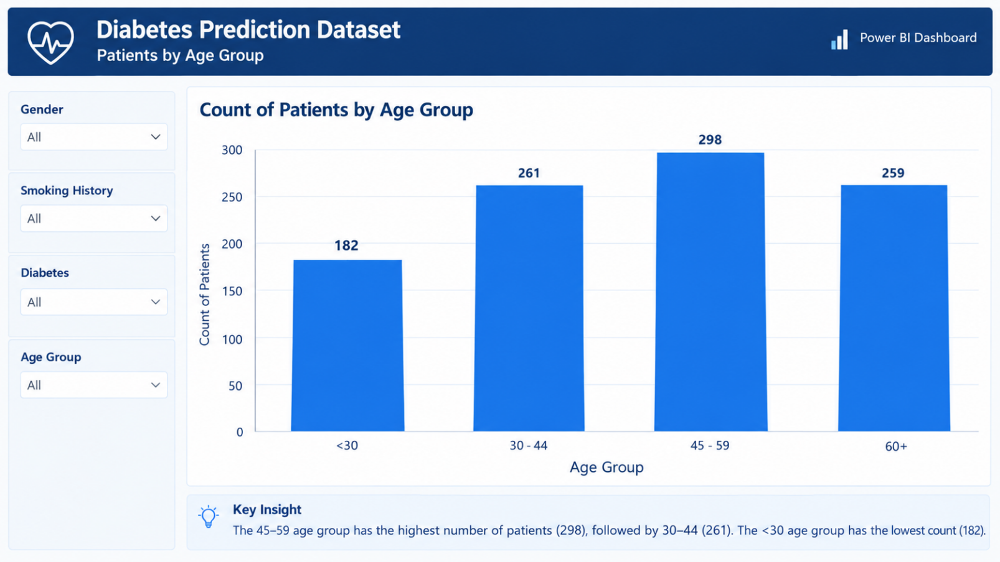 Diabetes Prediction Dataset
Patients by Age Group
Power BI Dashboard
Gender
All
Smoking History
All
Diabetes
All
Age Group
All
Count of Patients by Age Group
Count of Patients
300
250
200
150
100
50
0
182
261
298
259
<30
30 - 44
45 - 59
60+
Age Group
Key Insight
The 45–59 age group has the highest number of patients (298), followed by 30–44 (261). The <30 age group has the lowest count (182).